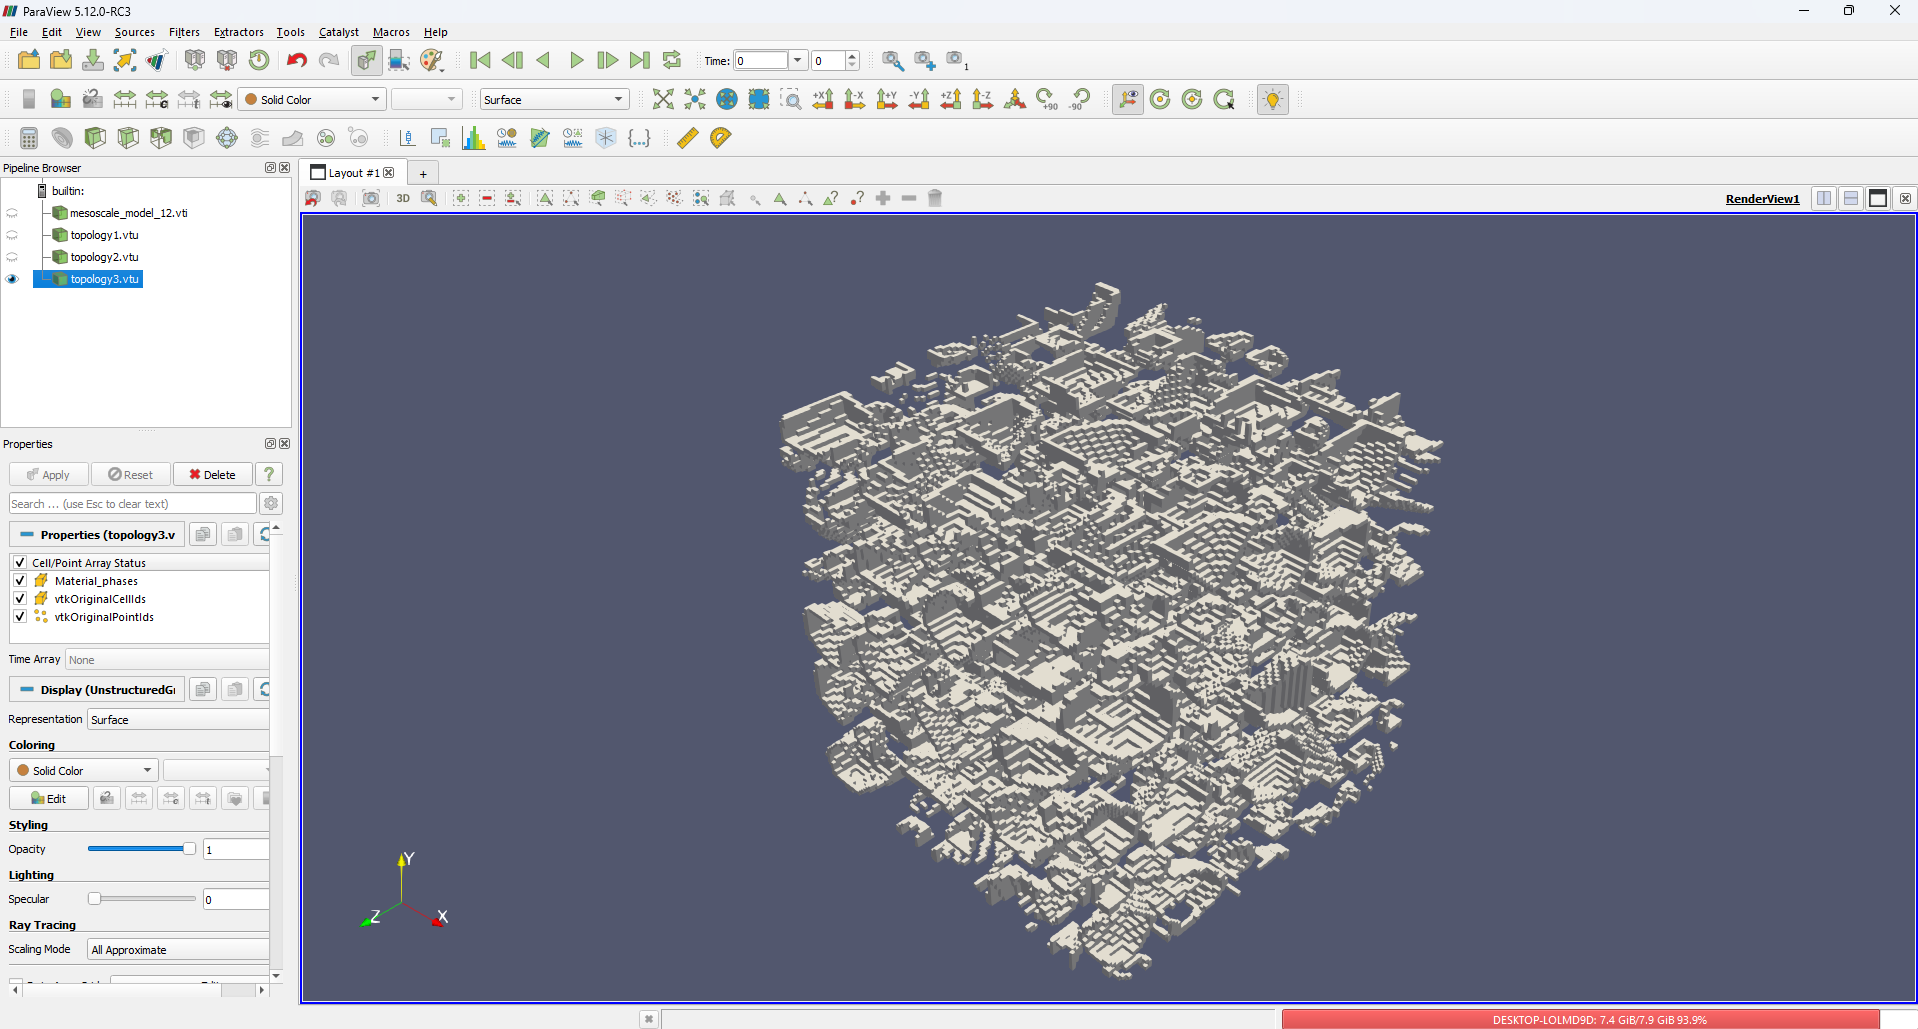 ParaView 5.12.0-RC3
File Edit View Sources Filters Extractors Tools Catalyst Macros Help
Time: 0 0 1
Solid Color Surface +X -X +Y -Y +Z -Z +90 -90
Pipeline Browser
builtin:
mesoscale_model_12.vti
topology1.vtu
topology2.vtu
topology3.vtu
Layout #1 +
3D RenderView1
Properties
Apply Reset Delete ?
Search ... (use Esc to clear text)
Properties (topology3.v
Cell/Point Array Status
Material_phases
vtkOriginalCellIds
vtkOriginalPointIds
Time Array None
Display (UnstructuredGr
Representation Surface
Coloring
Solid Color
Edit
Styling
Opacity 1
Lighting
Specular 0
Ray Tracing
Scaling Mode All Approximate
Y
Z X
DESKTOP-LOLMD9D: 7.4 GiB/7.9 GiB 93.9%